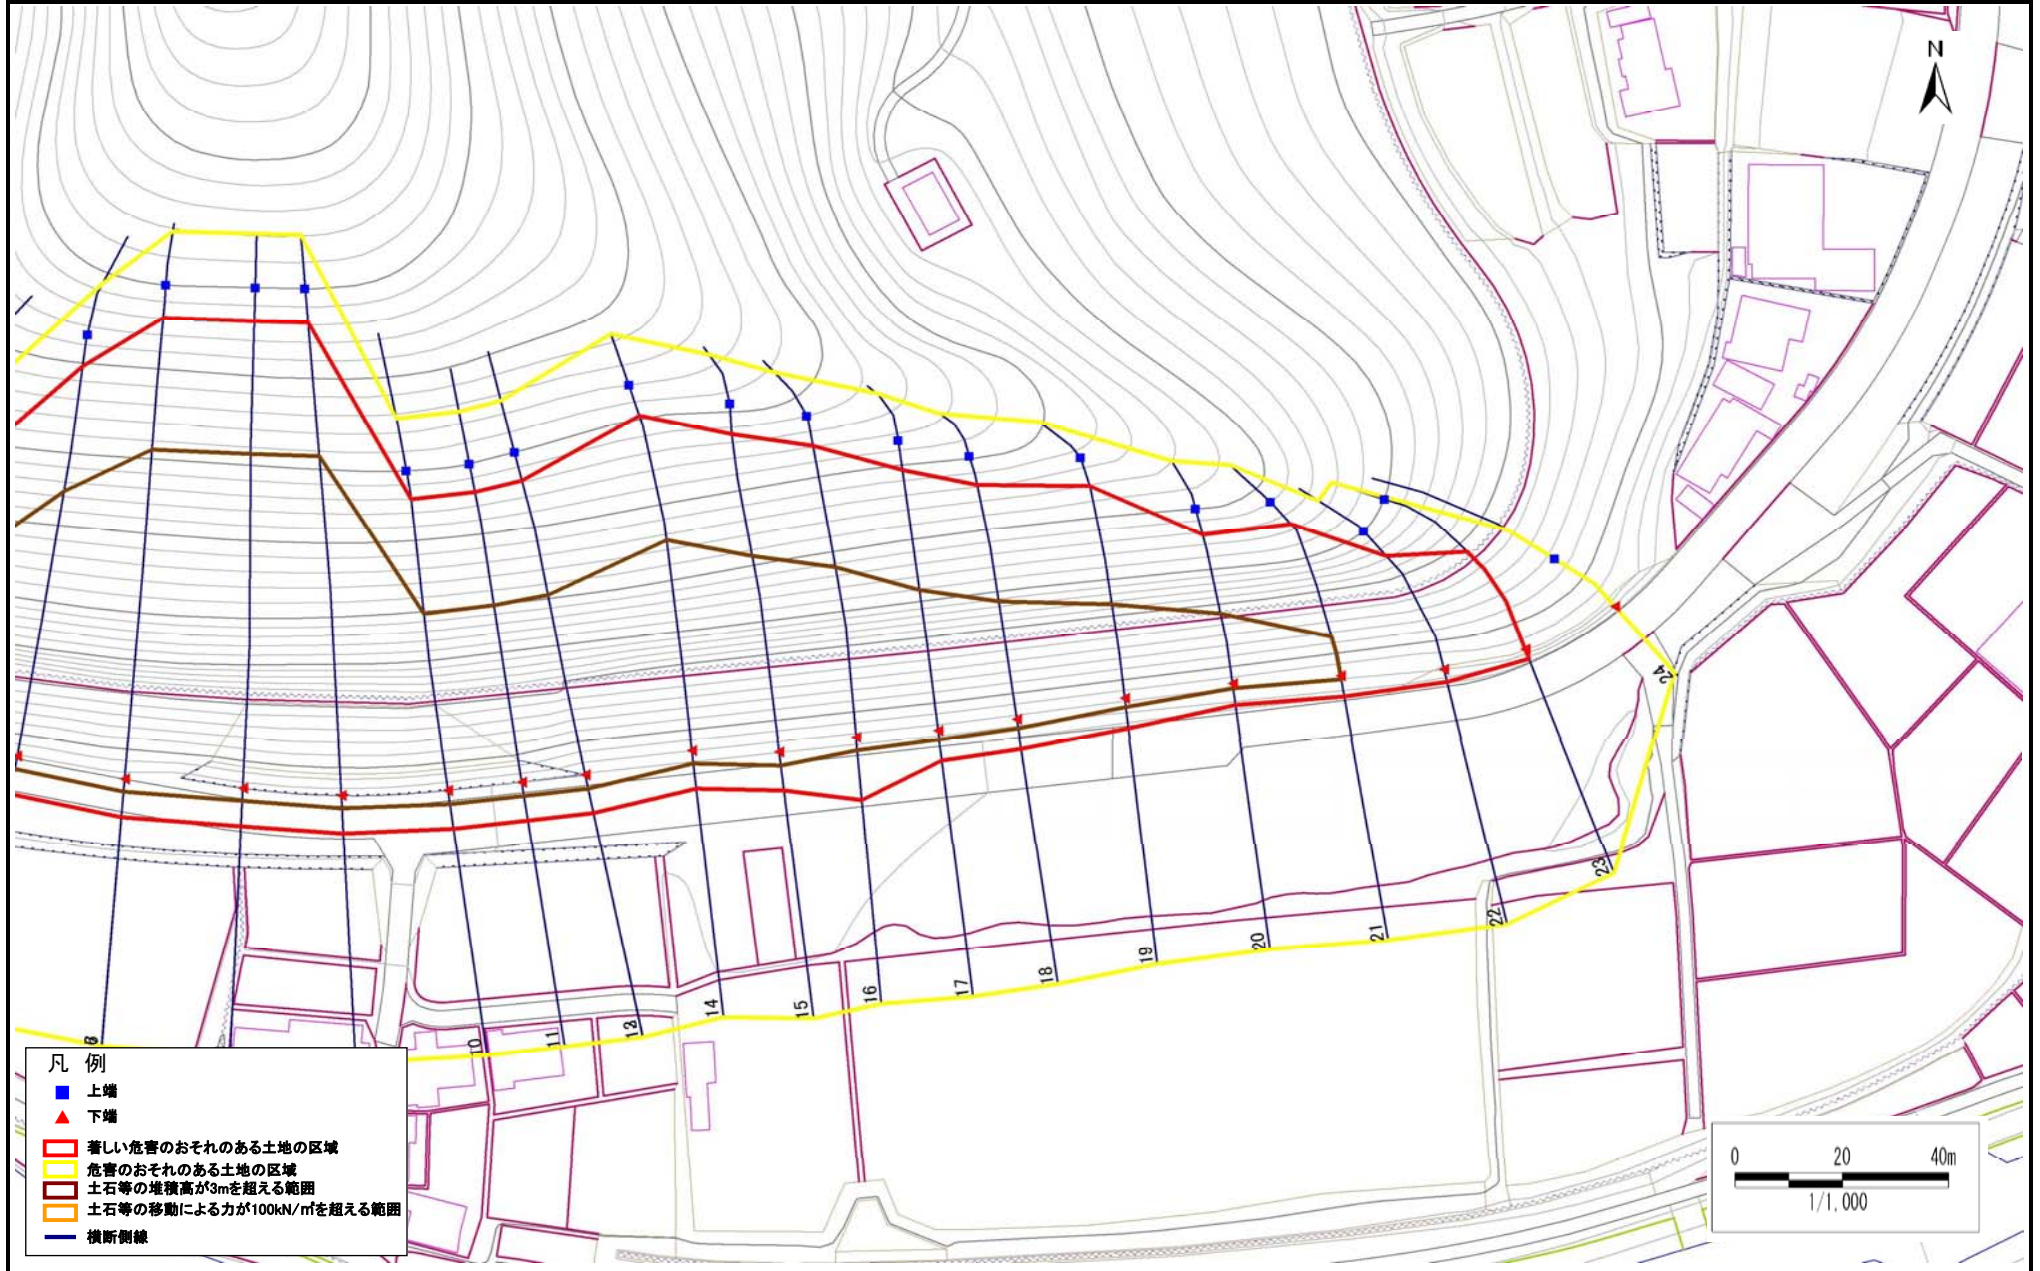 N
24
23
22
21
20
19
18
17
16
15
14
11
10
凡 例
上端
下端
著しい危害のおそれのある土地の区域
危害のおそれのある土地の区域
土石等の堆積高が3mを超える範囲
土石等の移動による力が100kN/㎡を超える範囲
横断側線
0 20 40m
1/1,000